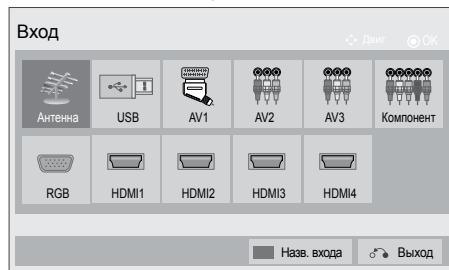 Вход
Двиг OK
Антенна USB AV1 AV2 AV3 Компонент
RGB HDMI1 HDMI2 HDMI3 HDMI4
Назв. входа Выход